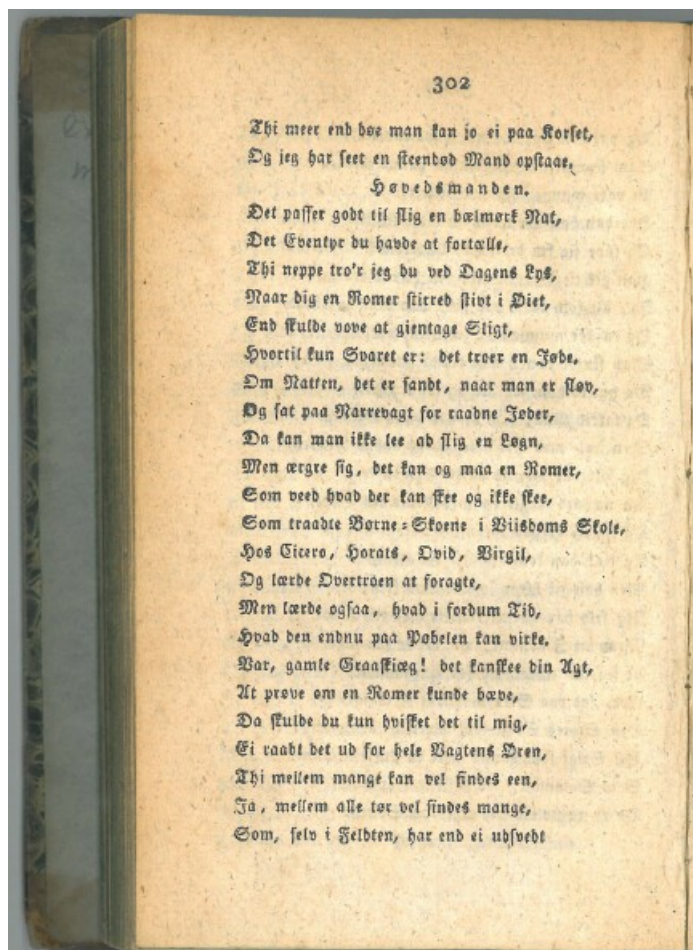 302
Thi meer end døe man kan jo ei paa Korset,
Og jeg har seet en steendød Mand opstaae.
Høvedsmanden.
Det passer godt til slig en bælmørk Nat,
Det Eventyr du havde at fortælle,
Thi neppe tro'r jeg du ved Dagens Lys,
Naar dig en Romer stirred stivt i Øiet,
End skulde vove at gientage Sligt,
Hvortil kun Svaret er: det troer en Jøde.
Om Natten, det er sandt, naar man er sløv,
Og sat paa Narrevagt for raadne Jøder,
Da kan man ikke lee ad slig en Løgn,
Men ærgre sig, det kan og maa en Romer,
Som veed hvad der kan skee og ikke skee,
Som traadte Børne-Skoene i Viisdoms Skole,
Hos Cicero, Horats, Ovid, Virgil,
Og lærde Overtroen at foragte,
Men lærde ogsaa, hvad i fordum Tid,
Hvad den endnu paa Pøbelen kan virke.
Var, gamle Graaskiæg! det kanskee din Agt,
At prøve om en Romer kunde bæve,
Da skulde du kun hvisket det til mig,
Ei raabt det ud for hele Vagtens Øren,
Thi mellem mange kan vel findes een,
Ja, mellem alle tør vel findes mange,
Som, selv i Feldten, har end ei udsvedt